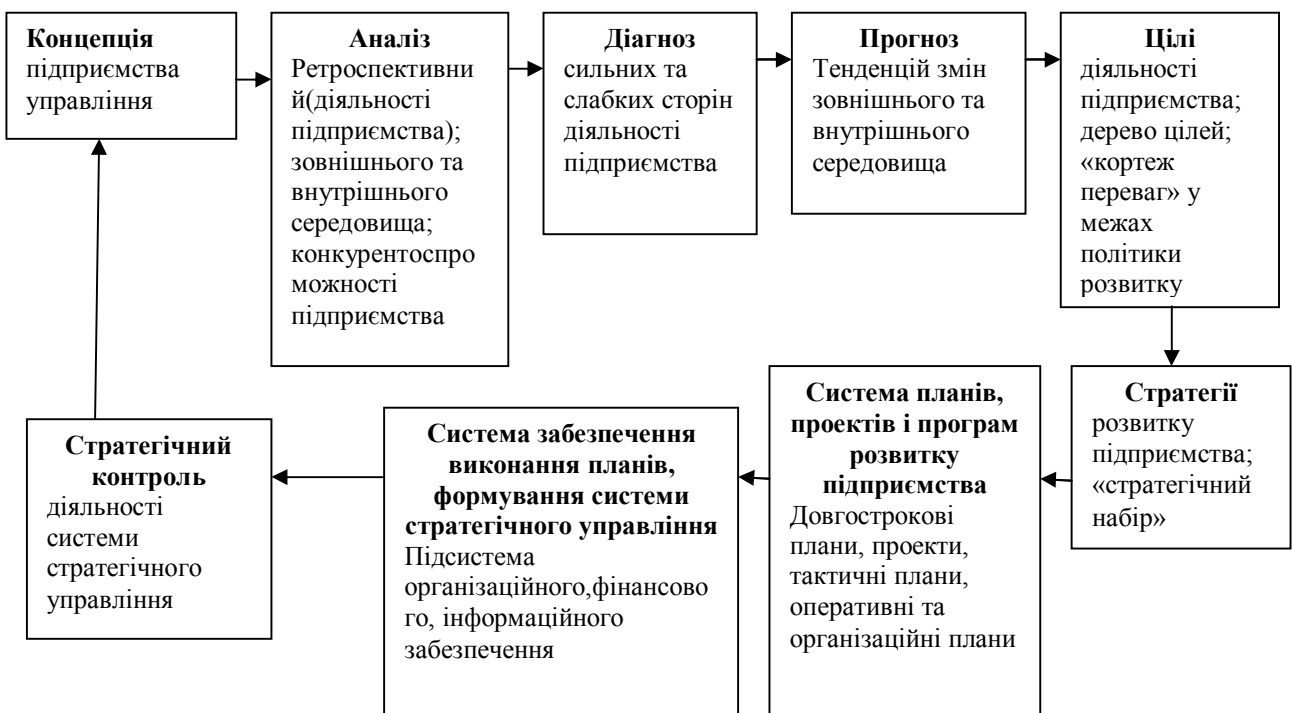 Концепція
підприємства
управління
Аналіз
Ретроспективни
й(діяльності
підприємства);
зовнішнього та
внутрішнього
середовища;
конкурентоспро
можності
підприємства
Діагноз
сильних та
слабких сторін
діяльності
підприємства
Прогноз
Тенденцій змін
зовнішнього та
внутрішнього
середовища
Цілі
діяльності
підприємства;
дерево цілей;
«кортеж
переваг» у
межах
політики
розвитку
Стратегії
розвитку
підприємства;
«стратегічний
набір»
Система планів,
проектів і програм
розвитку
підприємства
Довгострокові
плани, проекти,
тактичні плани,
оперативні та
організаційні плани
Система забезпечення
виконання планів,
формування системи
стратегічного управління
Підсистема
організаційного,фінансово
го, інформаційного
забезпечення
Стратегічний
контроль
діяльності
системи
стратегічного
управління